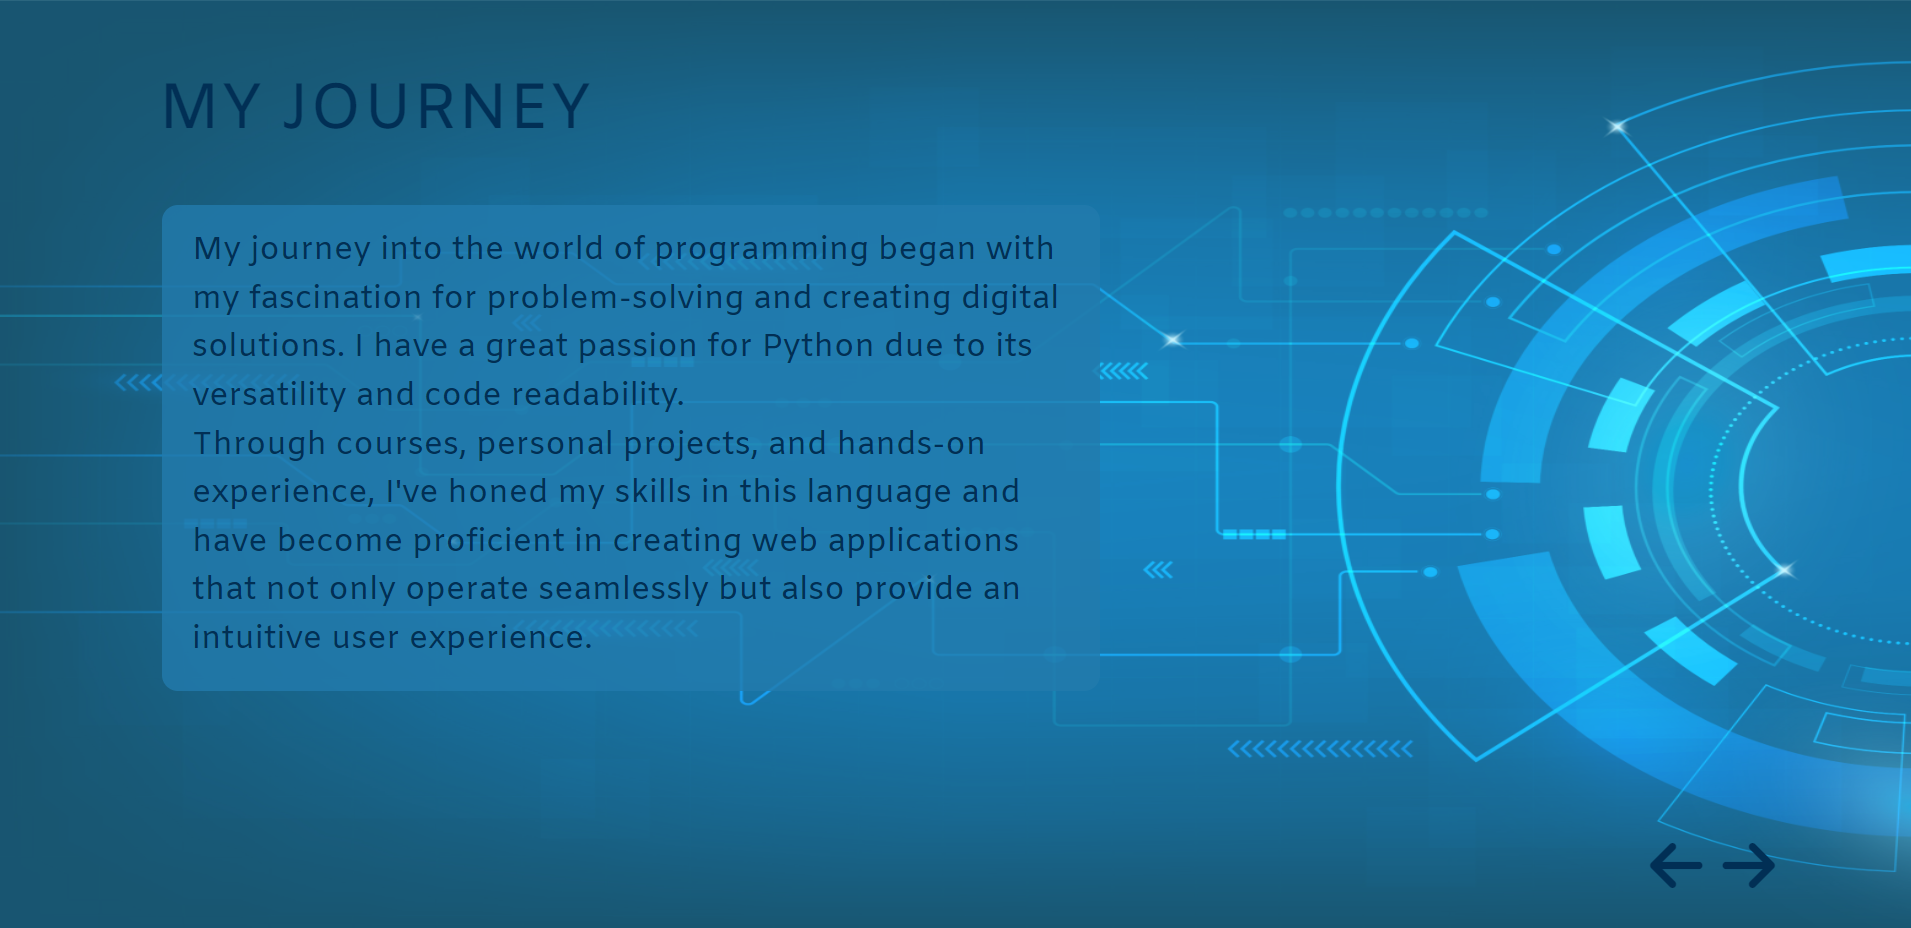 MY JOURNEY
My journey into the world of programming began with
my fascination for problem-solving and creating digital
solutions. I have a great passion for Python due to its
versatility and code readability.
Through courses, personal projects, and hands-on
experience, I've honed my skills in this language and
have become proficient in creating web applications
that not only operate seamlessly but also provide an
intuitive user experience.